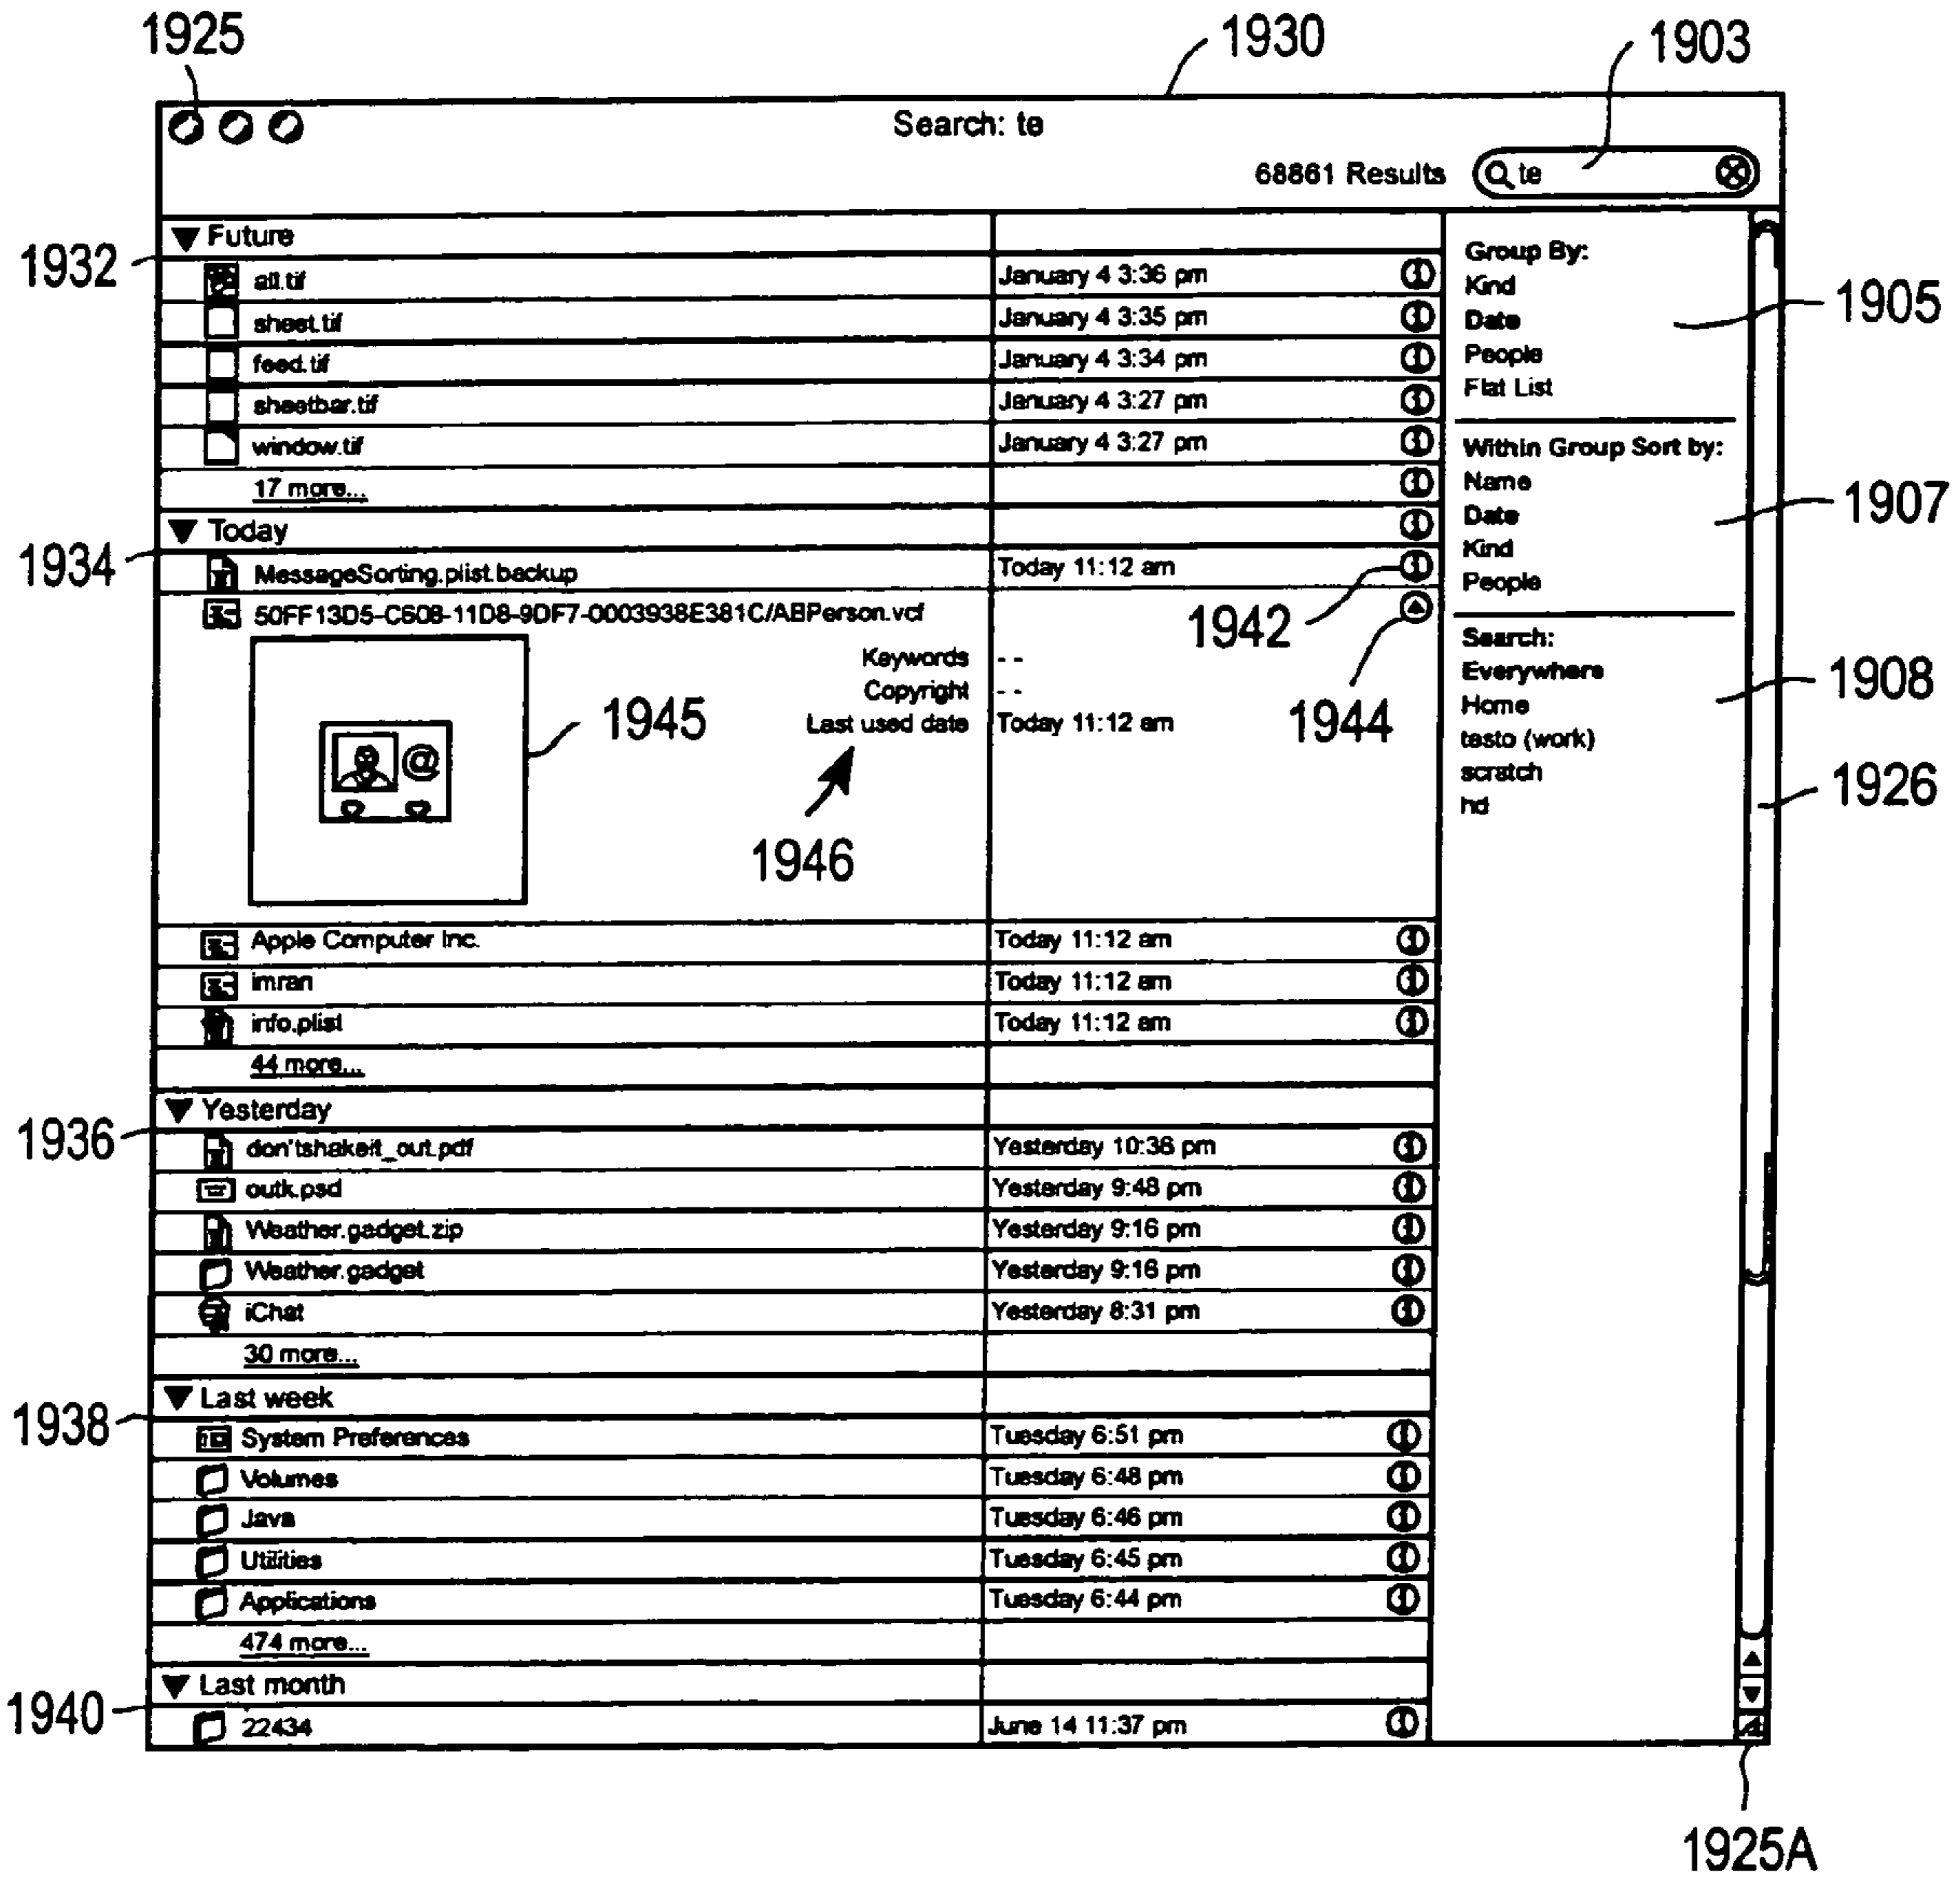 1925
1930
1903
Search: te
68861 Results
te
Future
1932
all.tif January 4 3:36 pm
sheet.tif January 4 3:35 pm
feed.tif January 4 3:34 pm
sheetbar.tif January 4 3:27 pm
window.tif January 4 3:27 pm
17 more...
Today
1934
MessageSorting.plist.backup Today 11:12 am
1942
50FF13D5-C608-11D8-9DF7-0003938E381C/ABPerson.vcf
Keywords - -
Copyright - -
Last used date Today 11:12 am
1944
1945
@
1946
Apple Computer Inc. Today 11:12 am
imran Today 11:12 am
info.plist Today 11:12 am
44 more...
Yesterday
1936
don'tshakeit_out.pdf Yesterday 10:36 pm
outk.psd Yesterday 9:48 pm
Weather.gadget.zip Yesterday 9:16 pm
Weather.gadget Yesterday 9:16 pm
iChat Yesterday 8:31 pm
30 more...
Last week
1938
System Preferences Tuesday 6:51 pm
Volumes Tuesday 6:48 pm
Java Tuesday 6:46 pm
Utilities Tuesday 6:45 pm
Applications Tuesday 6:44 pm
474 more...
Last month
1940
22434 June 14 11:37 pm
Group By:
Kind
Date
People
Flat List
1905
Within Group Sort by:
Name
Date
Kind
People
1907
Search:
Everywhere
Home
testo (work)
scratch
hd
1908
1926
1925A